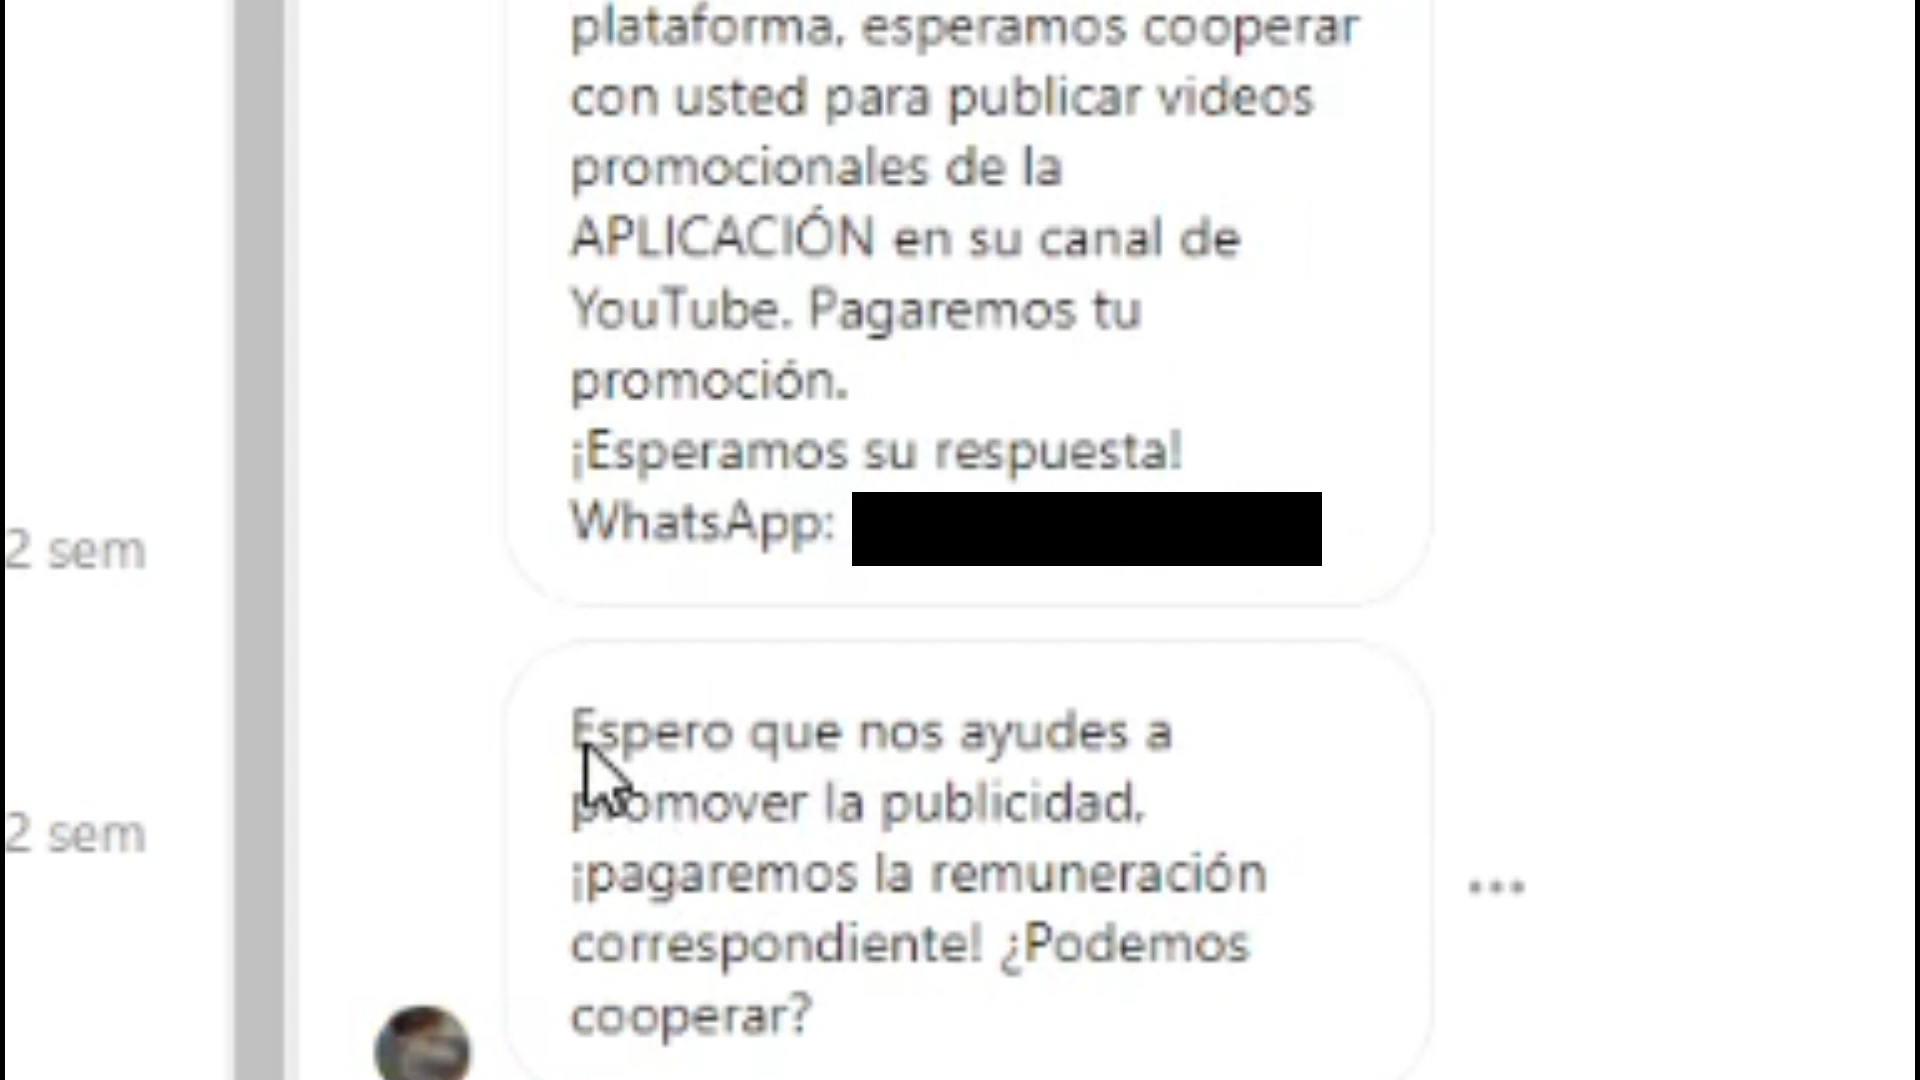 plataforma, esperamos cooperar
con usted para publicar videos
promocionales de la
APLICACIÓN en su canal de
YouTube. Pagaremos tu
promoción.
¡Esperamos su respuesta!
WhatsApp:
2 sem
Espero que nos ayudes a
promover la publicidad,
¡pagaremos la remuneración
correspondiente! ¿Podemos
cooperar?
2 sem